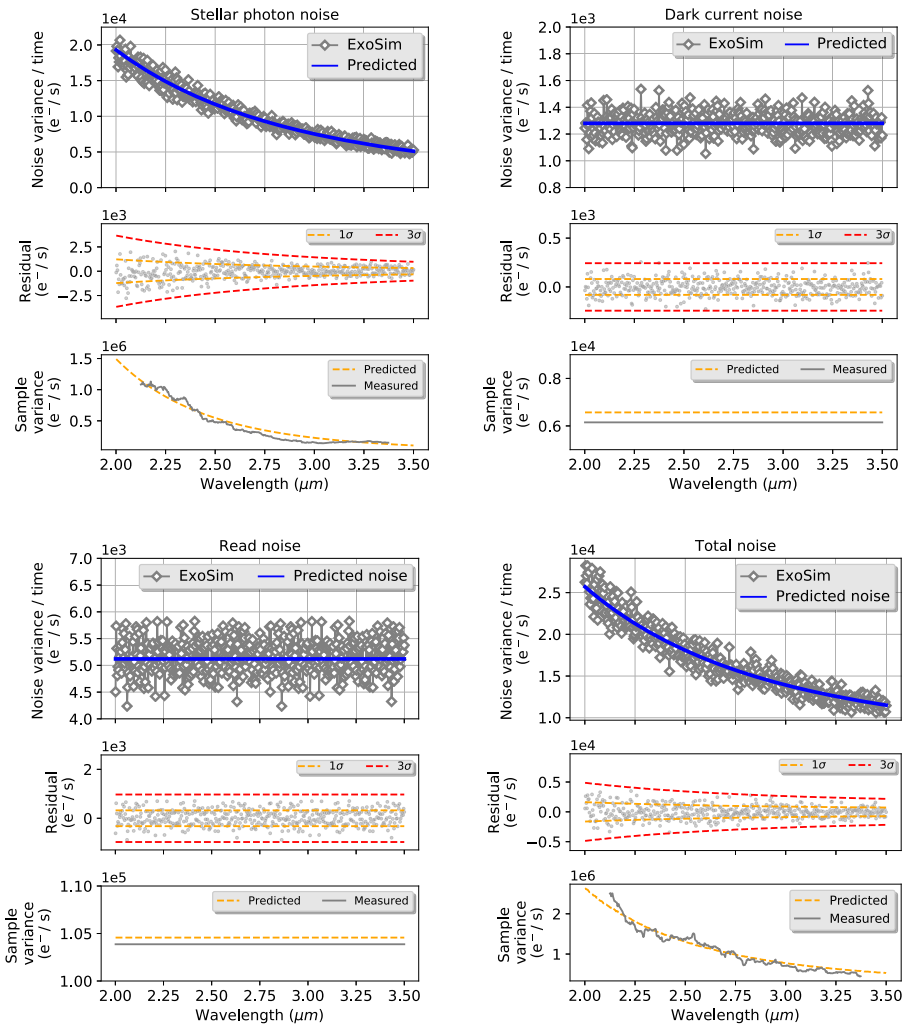 Stellar photon noise
1e4
Noise variance / time
(e⁻/ s)
2.0
1.5
1.0
0.5
0.0
ExoSim
Predicted
1e3
Residual
(e⁻/ s)
2.5
0.0
−2.5
1σ 3σ
1e6
Sample
variance
(e⁻/ s)
1.5
1.0
0.5
Predicted
Measured
2.00 2.25 2.50 2.75 3.00 3.25 3.50
Wavelength (μm)
Dark current noise
1e3
Noise variance / time
(e⁻/ s)
2.0
1.8
1.6
1.4
1.2
1.0
0.8
ExoSim Predicted
1e3
Residual
(e⁻/ s)
0.3
0.0
1σ 3σ
1e4
Sample
variance
(e⁻/ s)
0.8
0.6
Predicted Measured
2.00 2.25 2.50 2.75 3.00 3.25 3.50
Wavelength (μm)
Read noise
1e3
Noise variance / time
(e⁻/ s)
7.0
6.5
6.0
5.5
5.0
4.5
4.0
ExoSim Predicted noise
1e3
Residual
(e⁻/ s)
2
0
1σ 3σ
1e5
Sample
variance
(e⁻/ s)
1.10
1.05
1.00
Predicted Measured
2.00 2.25 2.50 2.75 3.00 3.25 3.50
Wavelength (μm)
Total noise
1e4
Noise variance / time
(e⁻/ s)
2.5
2.0
1.5
1.0
ExoSim
Predicted noise
1e4
Residual
(e⁻/ s)
0.5
0.0
−0.5
1σ 3σ
1e6
Sample
variance
(e⁻/ s)
2
1
Predicted
Measured
2.00 2.25 2.50 2.75 3.00 3.25 3.50
Wavelength (μm)